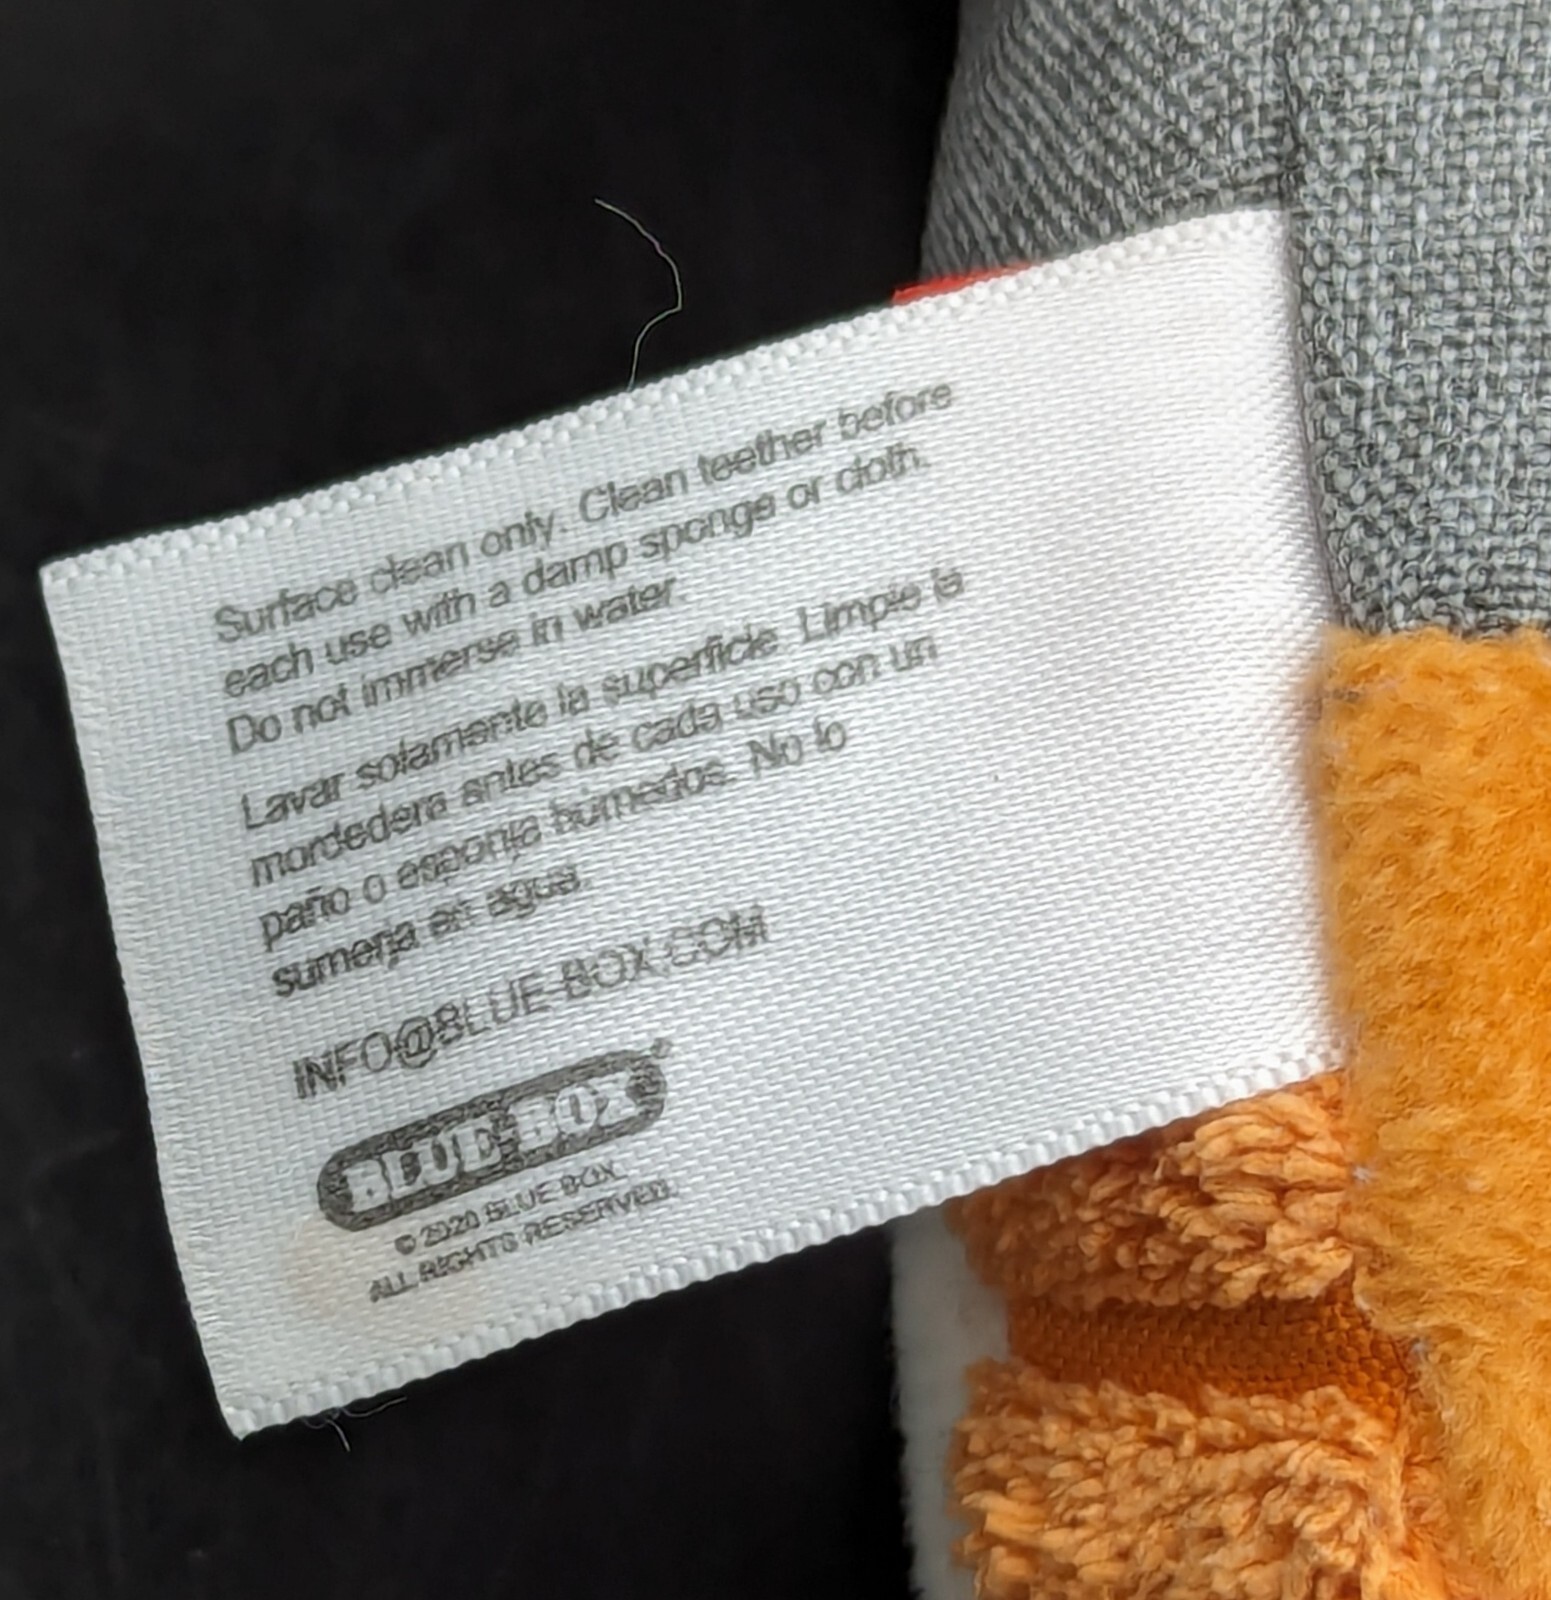 Surface clean only. Clean teether before
each use with a damp sponge or cloth.
Do not immerse in water.
Lavar solamente la superficie. Limpie la
mordedera antes de cada uso con un
paño o esponja húmedos. No lo
sumerja en agua.
INFO@BLUE-BOX.COM
BLUE-BOX®
© 2020 BLUE BOX.
ALL RIGHTS RESERVED.